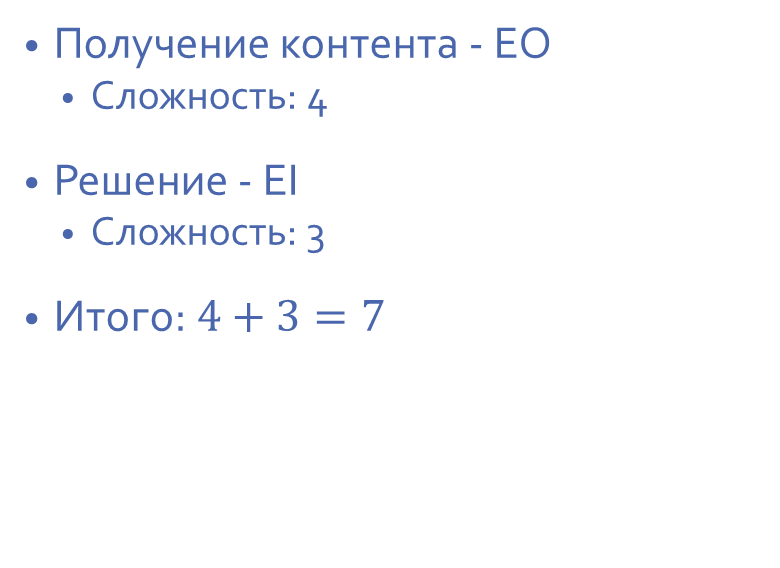 • Получение контента - EO
• Сложность: 4
• Решение - EI
• Сложность: 3
• Итого: 4 + 3 = 7